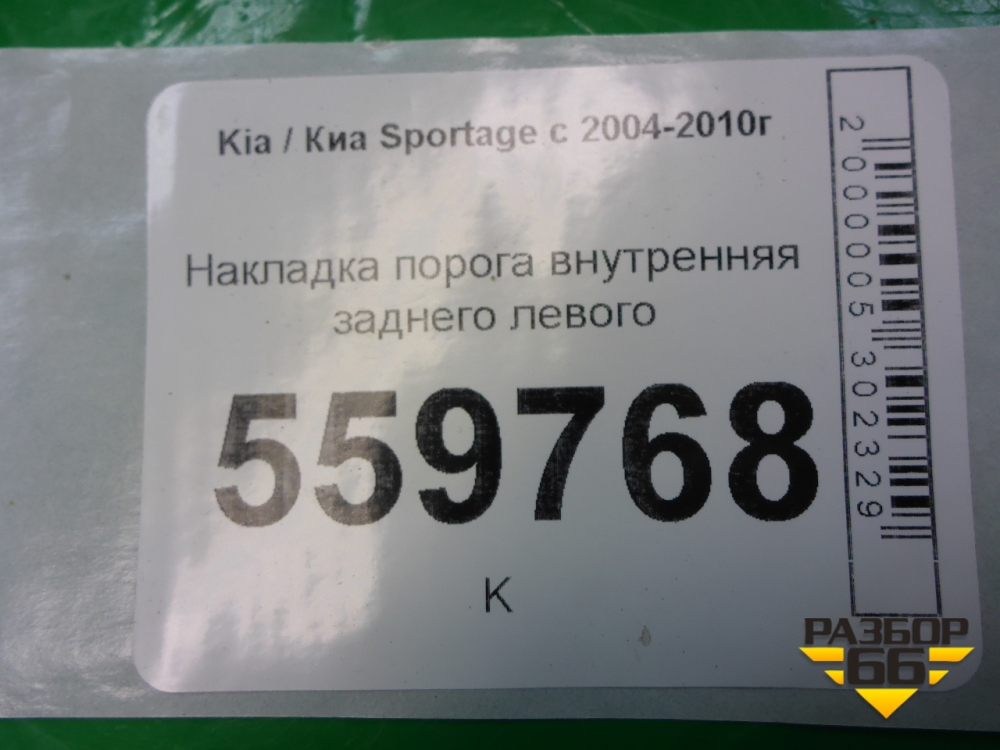 Kia / Киа Sportage с 2004-2010г
Накладка порога внутренняя
заднего левого
559768
К
2000005302329
РАЗБОР
66